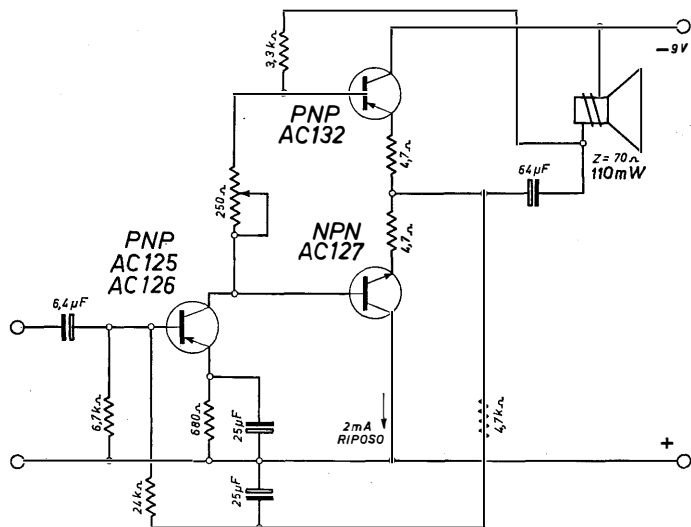 3,3kΩ
−9V
PNP
AC132
4,7Ω
Z = 70Ω
110mW
64µF
250Ω
NPN
AC127
4,7Ω
PNP
AC125
AC126
6,4µF
6,7kΩ
680Ω
25µF
2mA
RIPOSO
4,7kΩ
+
24kΩ
25µF